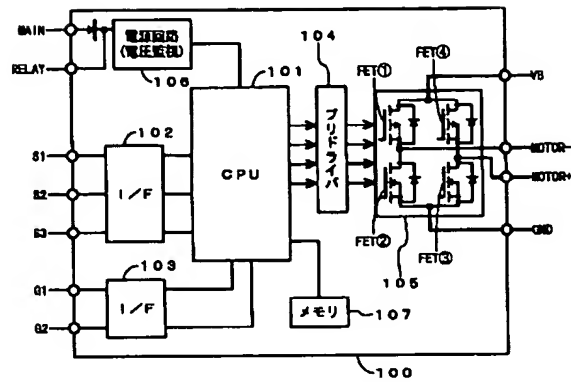 MAIN
電源回路
(電圧監視)
RELAY
106
101
104
FET①
FET④
VB
102
S1
S2
S3
I/F
CPU
プリドライバ
MOTOR-
MOTOR+
GND
FET②
FET③
105
103
G1
G2
I/F
メモリ
107
100